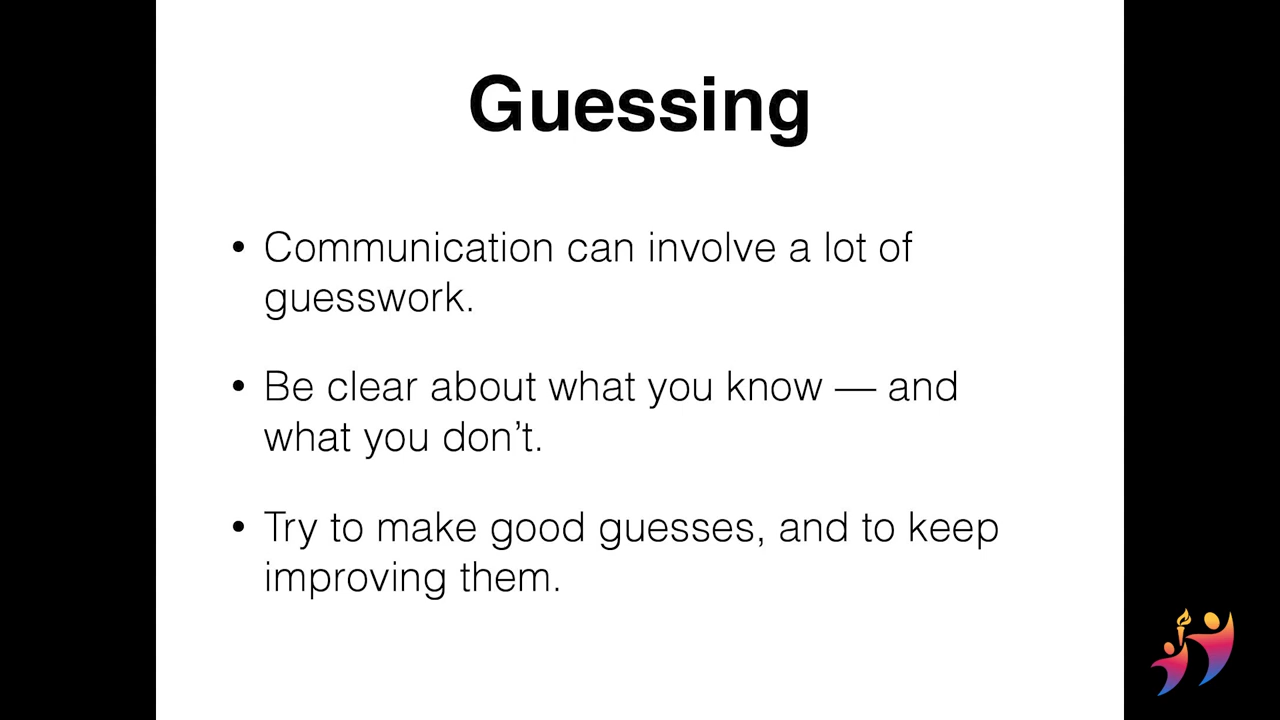 Guessing
• Communication can involve a lot of
guesswork.
• Be clear about what you know — and
what you don’t.
• Try to make good guesses, and to keep
improving them.